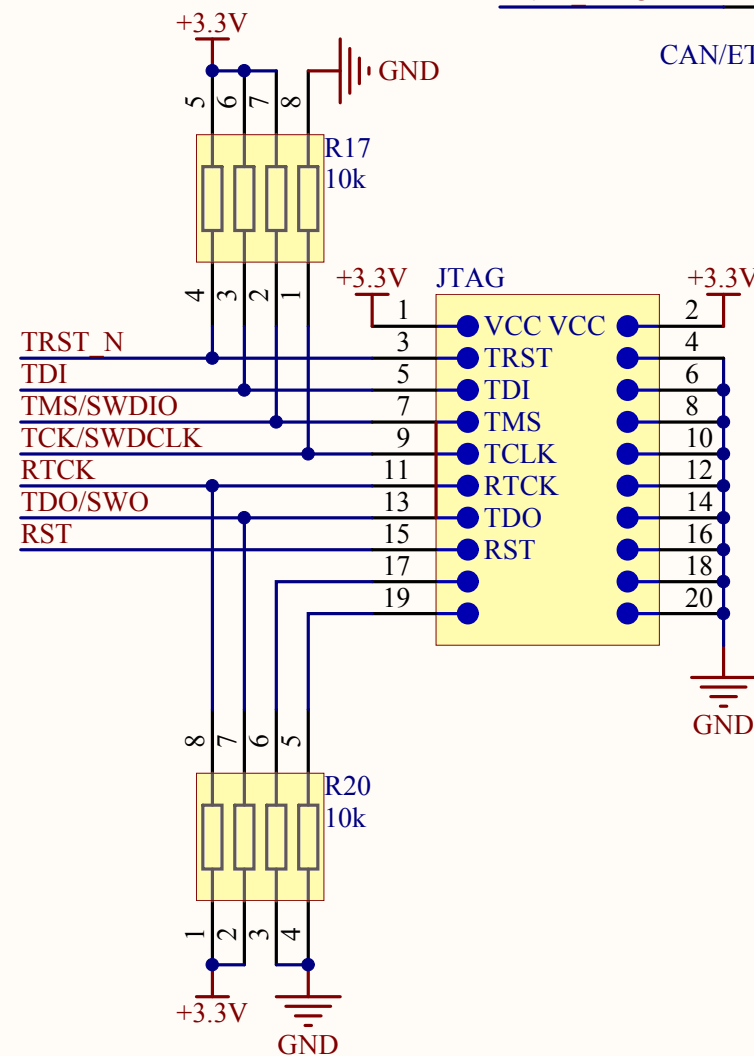 +3.3V
CAN/ET
GND
5 6 7 8
R17
10k
4 3 2 1
+3.3V JTAG +3.3V
1 VCC VCC 2
TRST_N 3 TRST 4
TDI 5 TDI 6
TMS/SWDIO 7 TMS 8
TCK/SWDCLK 9 TCLK 10
RTCK 11 RTCK 12
TDO/SWO 13 TDO 14
RST 15 RST 16
17 18
19 20
GND
8 7 6 5
R20
10k
1 2 3 4
+3.3V
GND